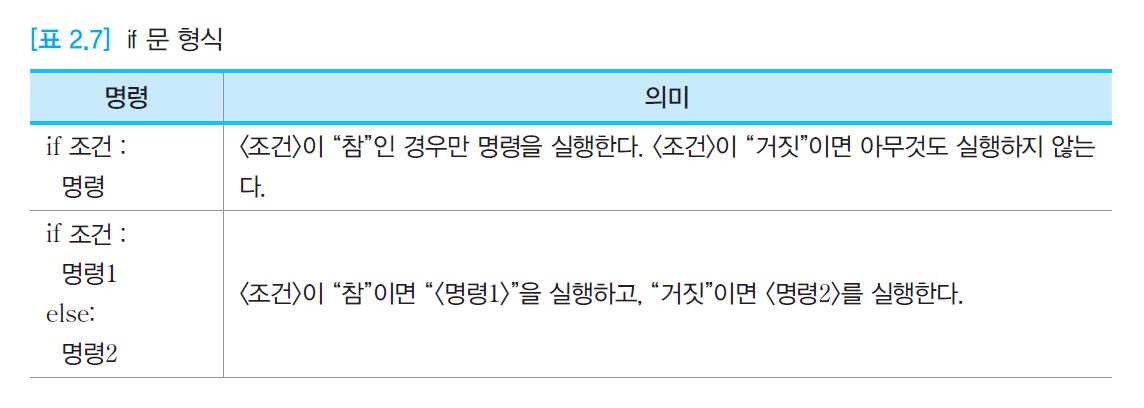 [표 2.7] if 문 형식
명령
의미
if 조건 :
명령
〈조건〉이 “참”인 경우만 명령을 실행한다. 〈조건〉이 “거짓”이면 아무것도 실행하지 않는
다.
if 조건 :
명령1
else:
명령2
〈조건〉이 “참”이면 “〈명령1〉”을 실행하고, “거짓”이면 〈명령2〉를 실행한다.